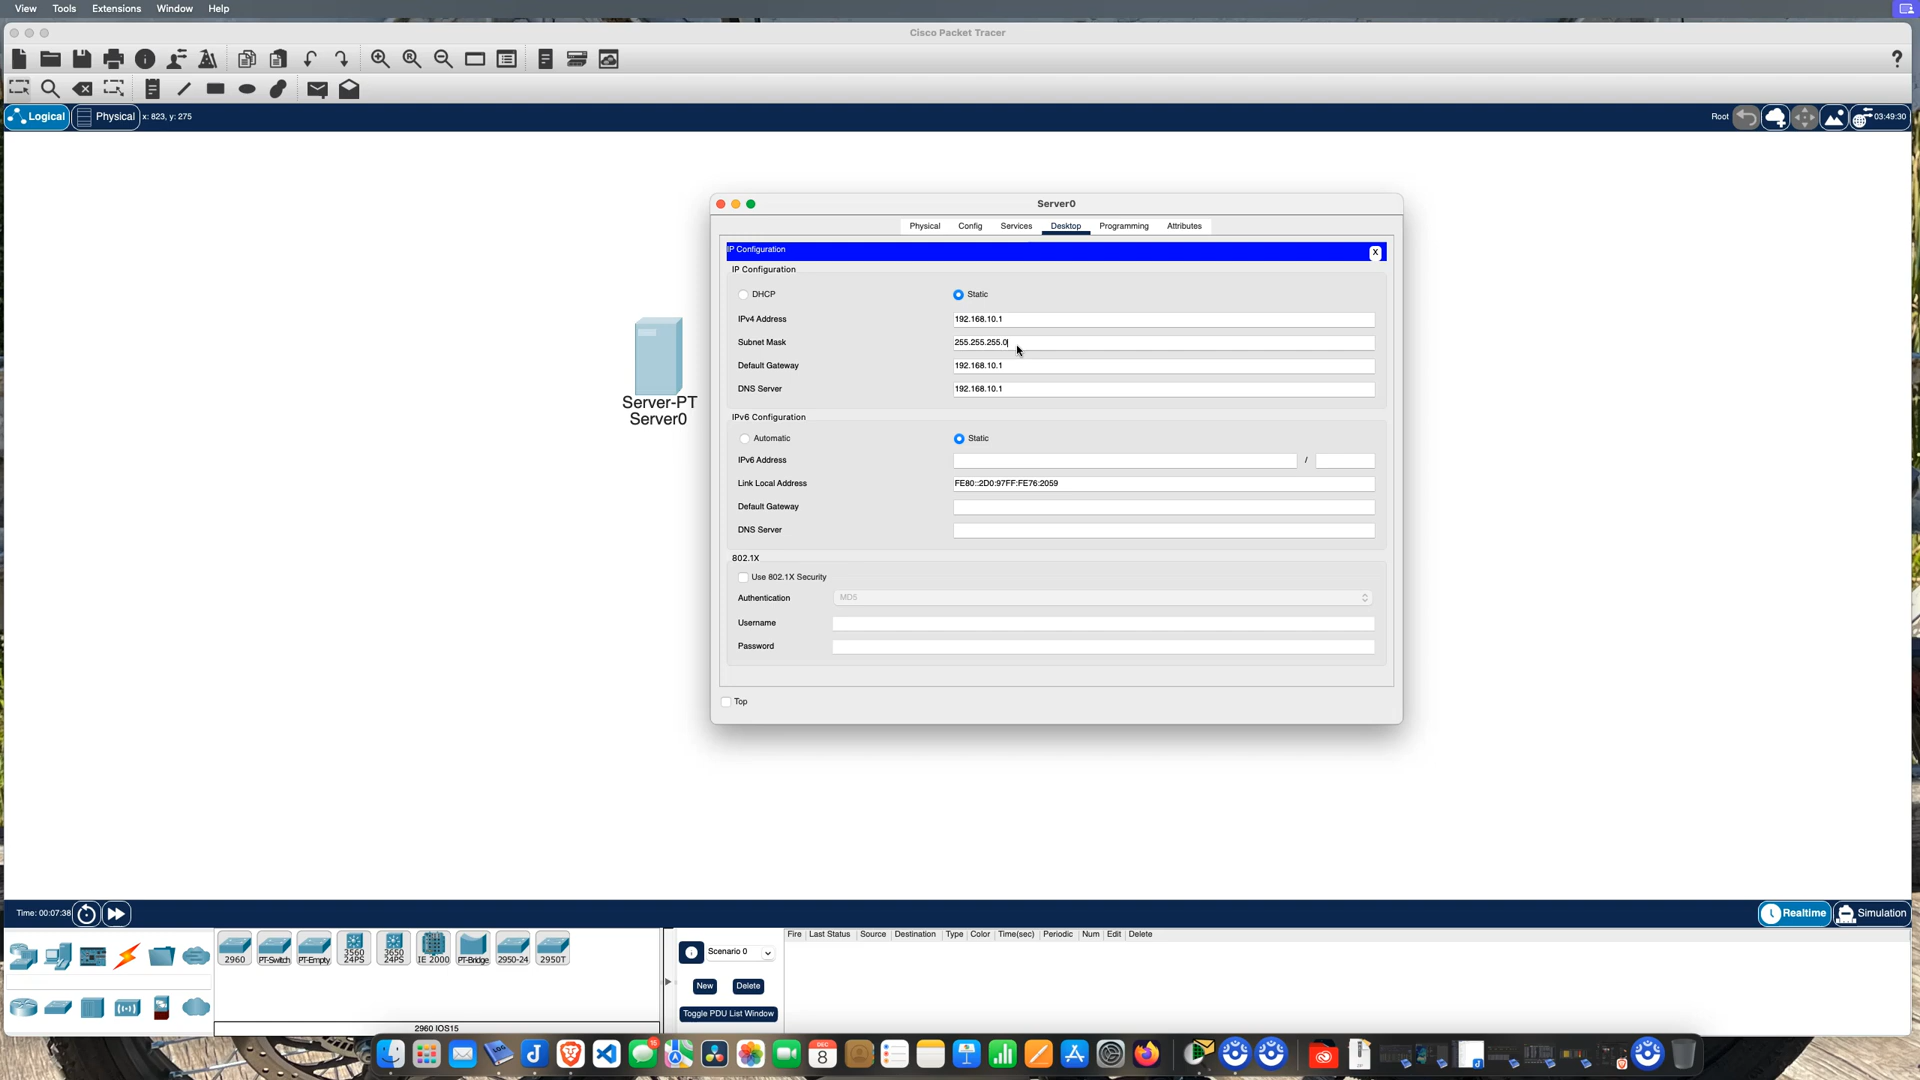 View Tools Extensions Window Help
Cisco Packet Tracer
?
Logical Physical x: 823, y: 275 Root 03:49:30
Server0
Physical Config Services Desktop Programming Attributes
IP Configuration X
IP Configuration
DHCP Static
IPv4 Address 192.168.10.1
Subnet Mask 255.255.255.0
Default Gateway 192.168.10.1
DNS Server 192.168.10.1
IPv6 Configuration
Automatic Static
IPv6 Address /
Link Local Address FE80::2D0:97FF:FE76:2059
Default Gateway
DNS Server
802.1X
Use 802.1X Security
Authentication MD5
Username
Password
Top
Server-PT
Server0
Time: 00:07:38 Realtime Simulation
2960 PT-Switch PT-Empty 3560 24PS 3650 24PS IE 2000 PT-Bridge 2950-24 2950T
2960 IOS15
Scenario 0
New Delete
Toggle PDU List Window
Fire Last Status Source Destination Type Color Time(sec) Periodic Num Edit Delete
DEC
8